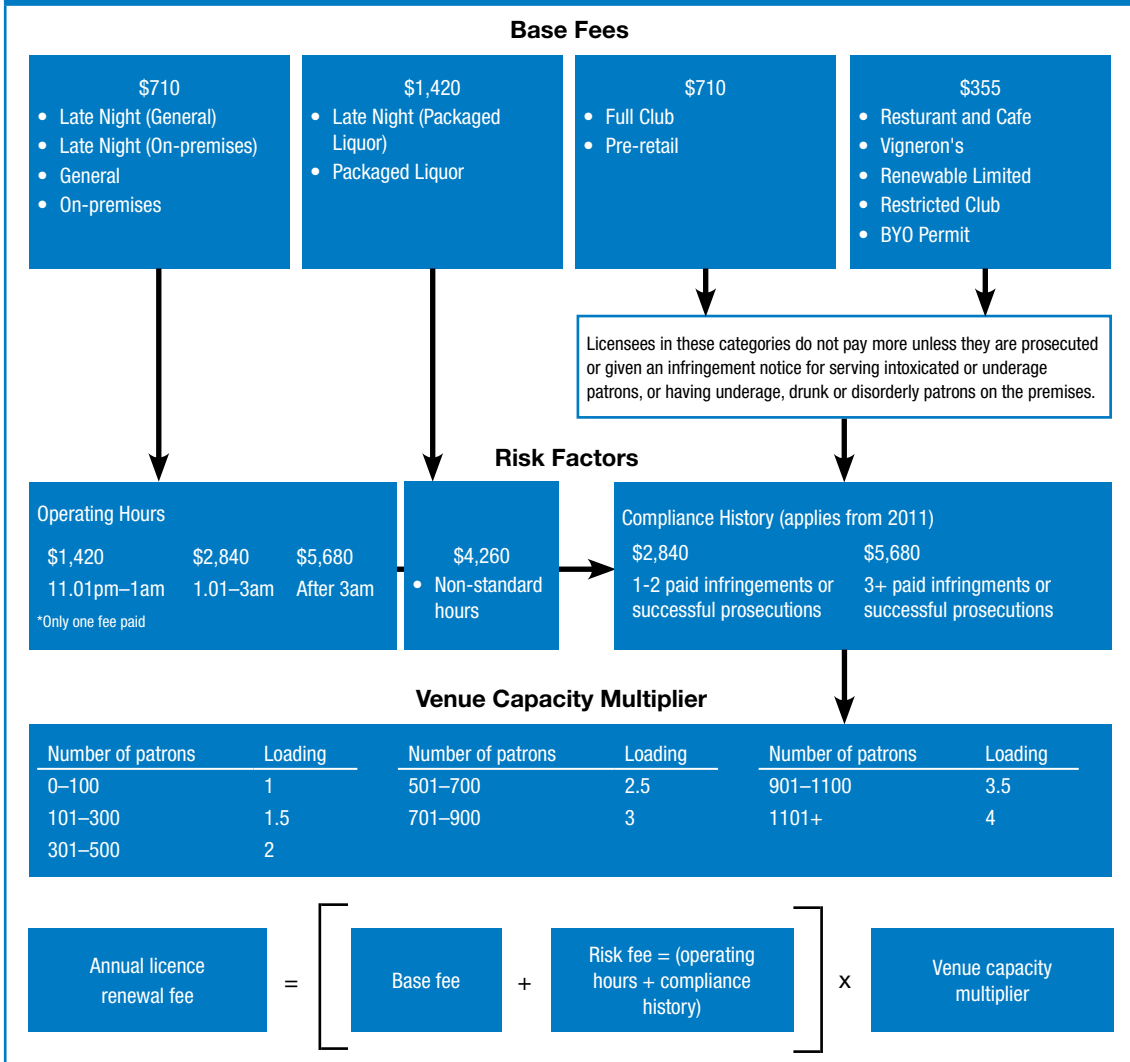 Base Fees
$710
• Late Night (General)
• Late Night (On-premises)
• General
• On-premises
$1,420
• Late Night (Packaged
Liquor)
• Packaged Liquor
$710
• Full Club
• Pre-retail
$355
• Resturant and Cafe
• Vigneron's
• Renewable Limited
• Restricted Club
• BYO Permit
Licensees in these categories do not pay more unless they are prosecuted
or given an infringement notice for serving intoxicated or underage
patrons, or having underage, drunk or disorderly patrons on the premises.
Risk Factors
Operating Hours
$1,420 $2,840 $5,680
11.01pm–1am 1.01–3am After 3am
*Only one fee paid
$4,260
• Non-standard
hours
Compliance History (applies from 2011)
$2,840 $5,680
1-2 paid infringements or 3+ paid infringments or
successful prosecutions successful prosecutions
Venue Capacity Multiplier
Number of patrons Loading Number of patrons Loading Number of patrons Loading
0–100 1 501–700 2.5 901–1100 3.5
101–300 1.5 701–900 3 1101+ 4
301–500 2
Annual licence
renewal fee
=
Base fee
+
Risk fee = (operating
hours + compliance
history)
x
Venue capacity
multiplier